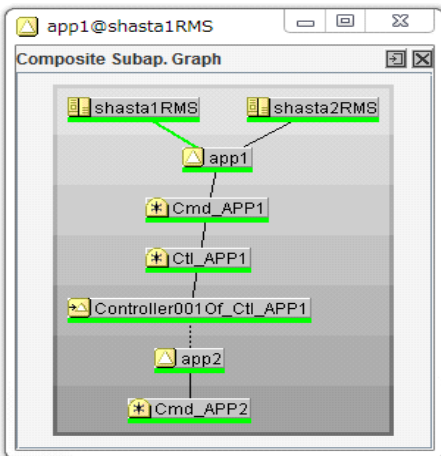 app1@shasta1RMS
Composite Subap. Graph
shasta1RMS shasta2RMS
app1
Cmd_APP1
Ctl_APP1
Controller001Of_Ctl_APP1
app2
Cmd_APP2